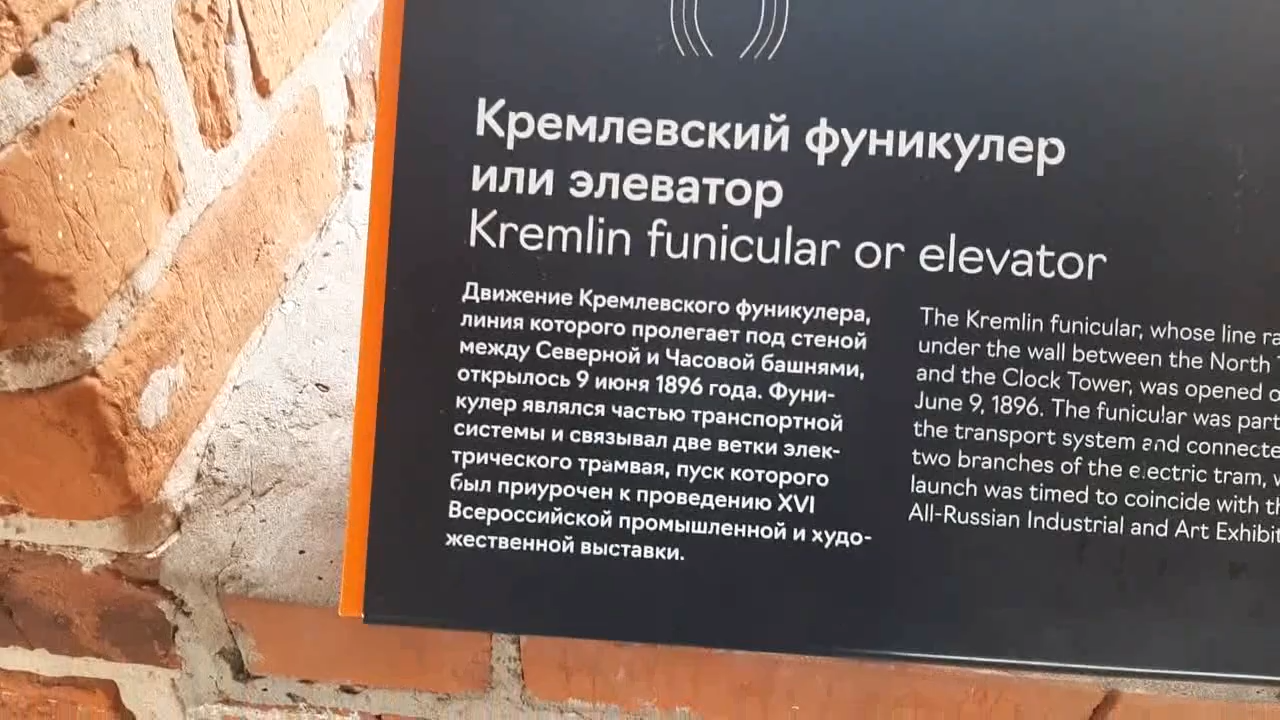 Кремлевский фуникулер
или элеватор
Kremlin funicular or elevator
Движение Кремлевского фуникулера,
линия которого пролегает под стеной
между Северной и Часовой башнями,
открылось 9 июня 1896 года. Фуни-
кулер являлся частью транспортной
системы и связывал две ветки элек-
трического трамвая, пуск которого
был приурочен к проведению XVI
Всероссийской промышленной и худо-
жественной выставки.
The Kremlin funicular, whose line
under the wall between the North
and the Clock Tower, was opened
June 9, 1896. The funicular was part
the transport system and
two branches of the electric tram,
launch was timed to coincide with
All-Russian Industrial and Art